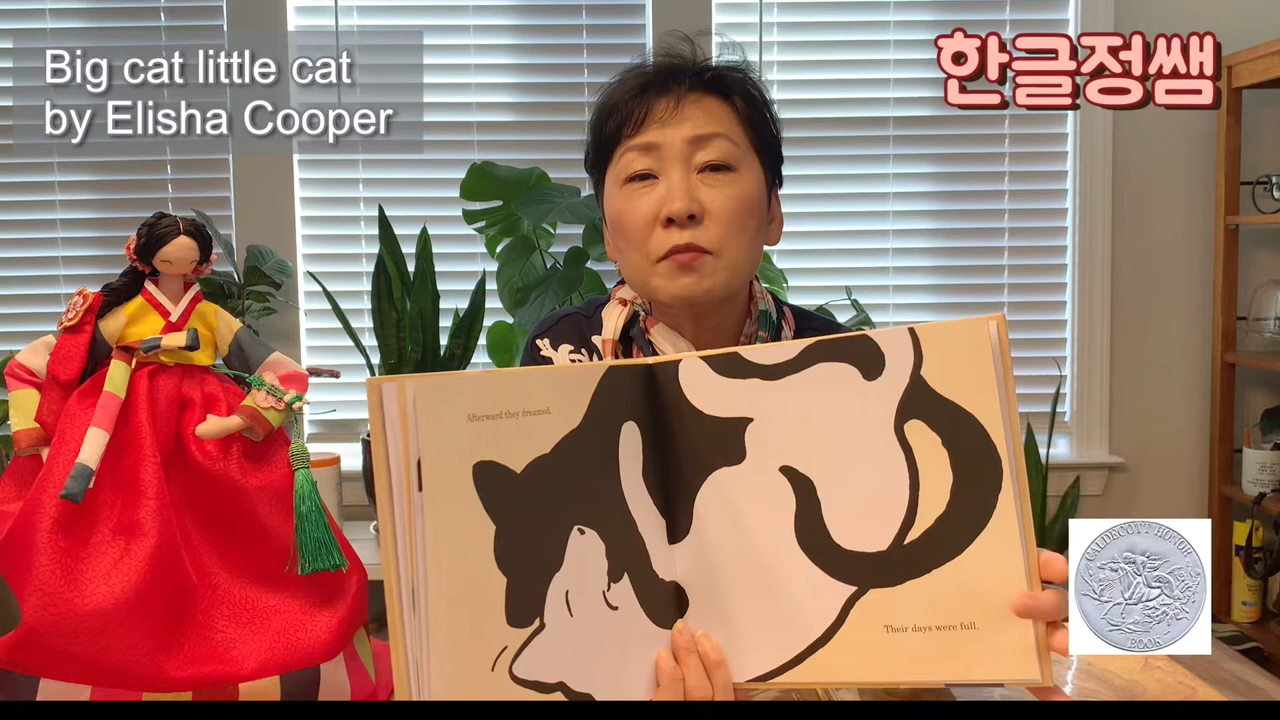 Big cat little cat
by Elisha Cooper
한글정쌤
Afterward they dreamed.
Their days were full.
CALDECOTT HONOR
BOOK